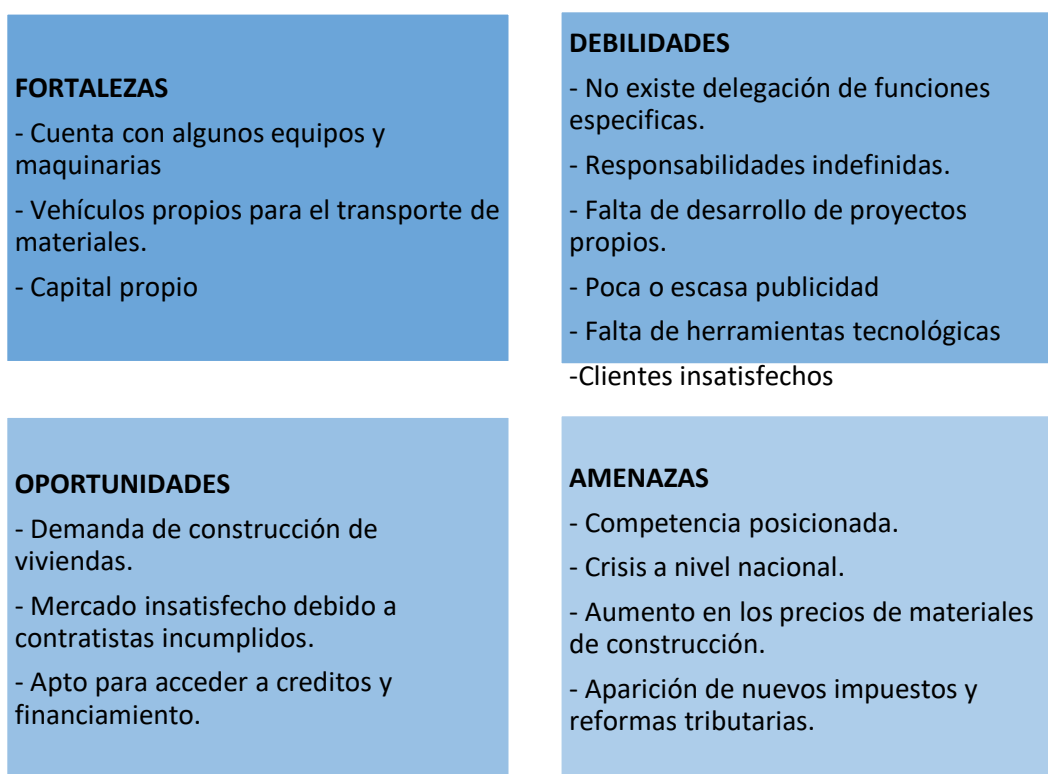 FORTALEZAS
- Cuenta con algunos equipos y
maquinarias
- Vehículos propios para el transporte de
materiales.
- Capital propio
DEBILIDADES
- No existe delegación de funciones
especificas.
- Responsabilidades indefinidas.
- Falta de desarrollo de proyectos
propios.
- Poca o escasa publicidad
- Falta de herramientas tecnológicas
-Clientes insatisfechos
OPORTUNIDADES
- Demanda de construcción de
viviendas.
- Mercado insatisfecho debido a
contratistas incumplidos.
- Apto para acceder a creditos y
financiamiento.
AMENAZAS
- Competencia posicionada.
- Crisis a nivel nacional.
- Aumento en los precios de materiales
de construcción.
- Aparición de nuevos impuestos y
reformas tributarias.